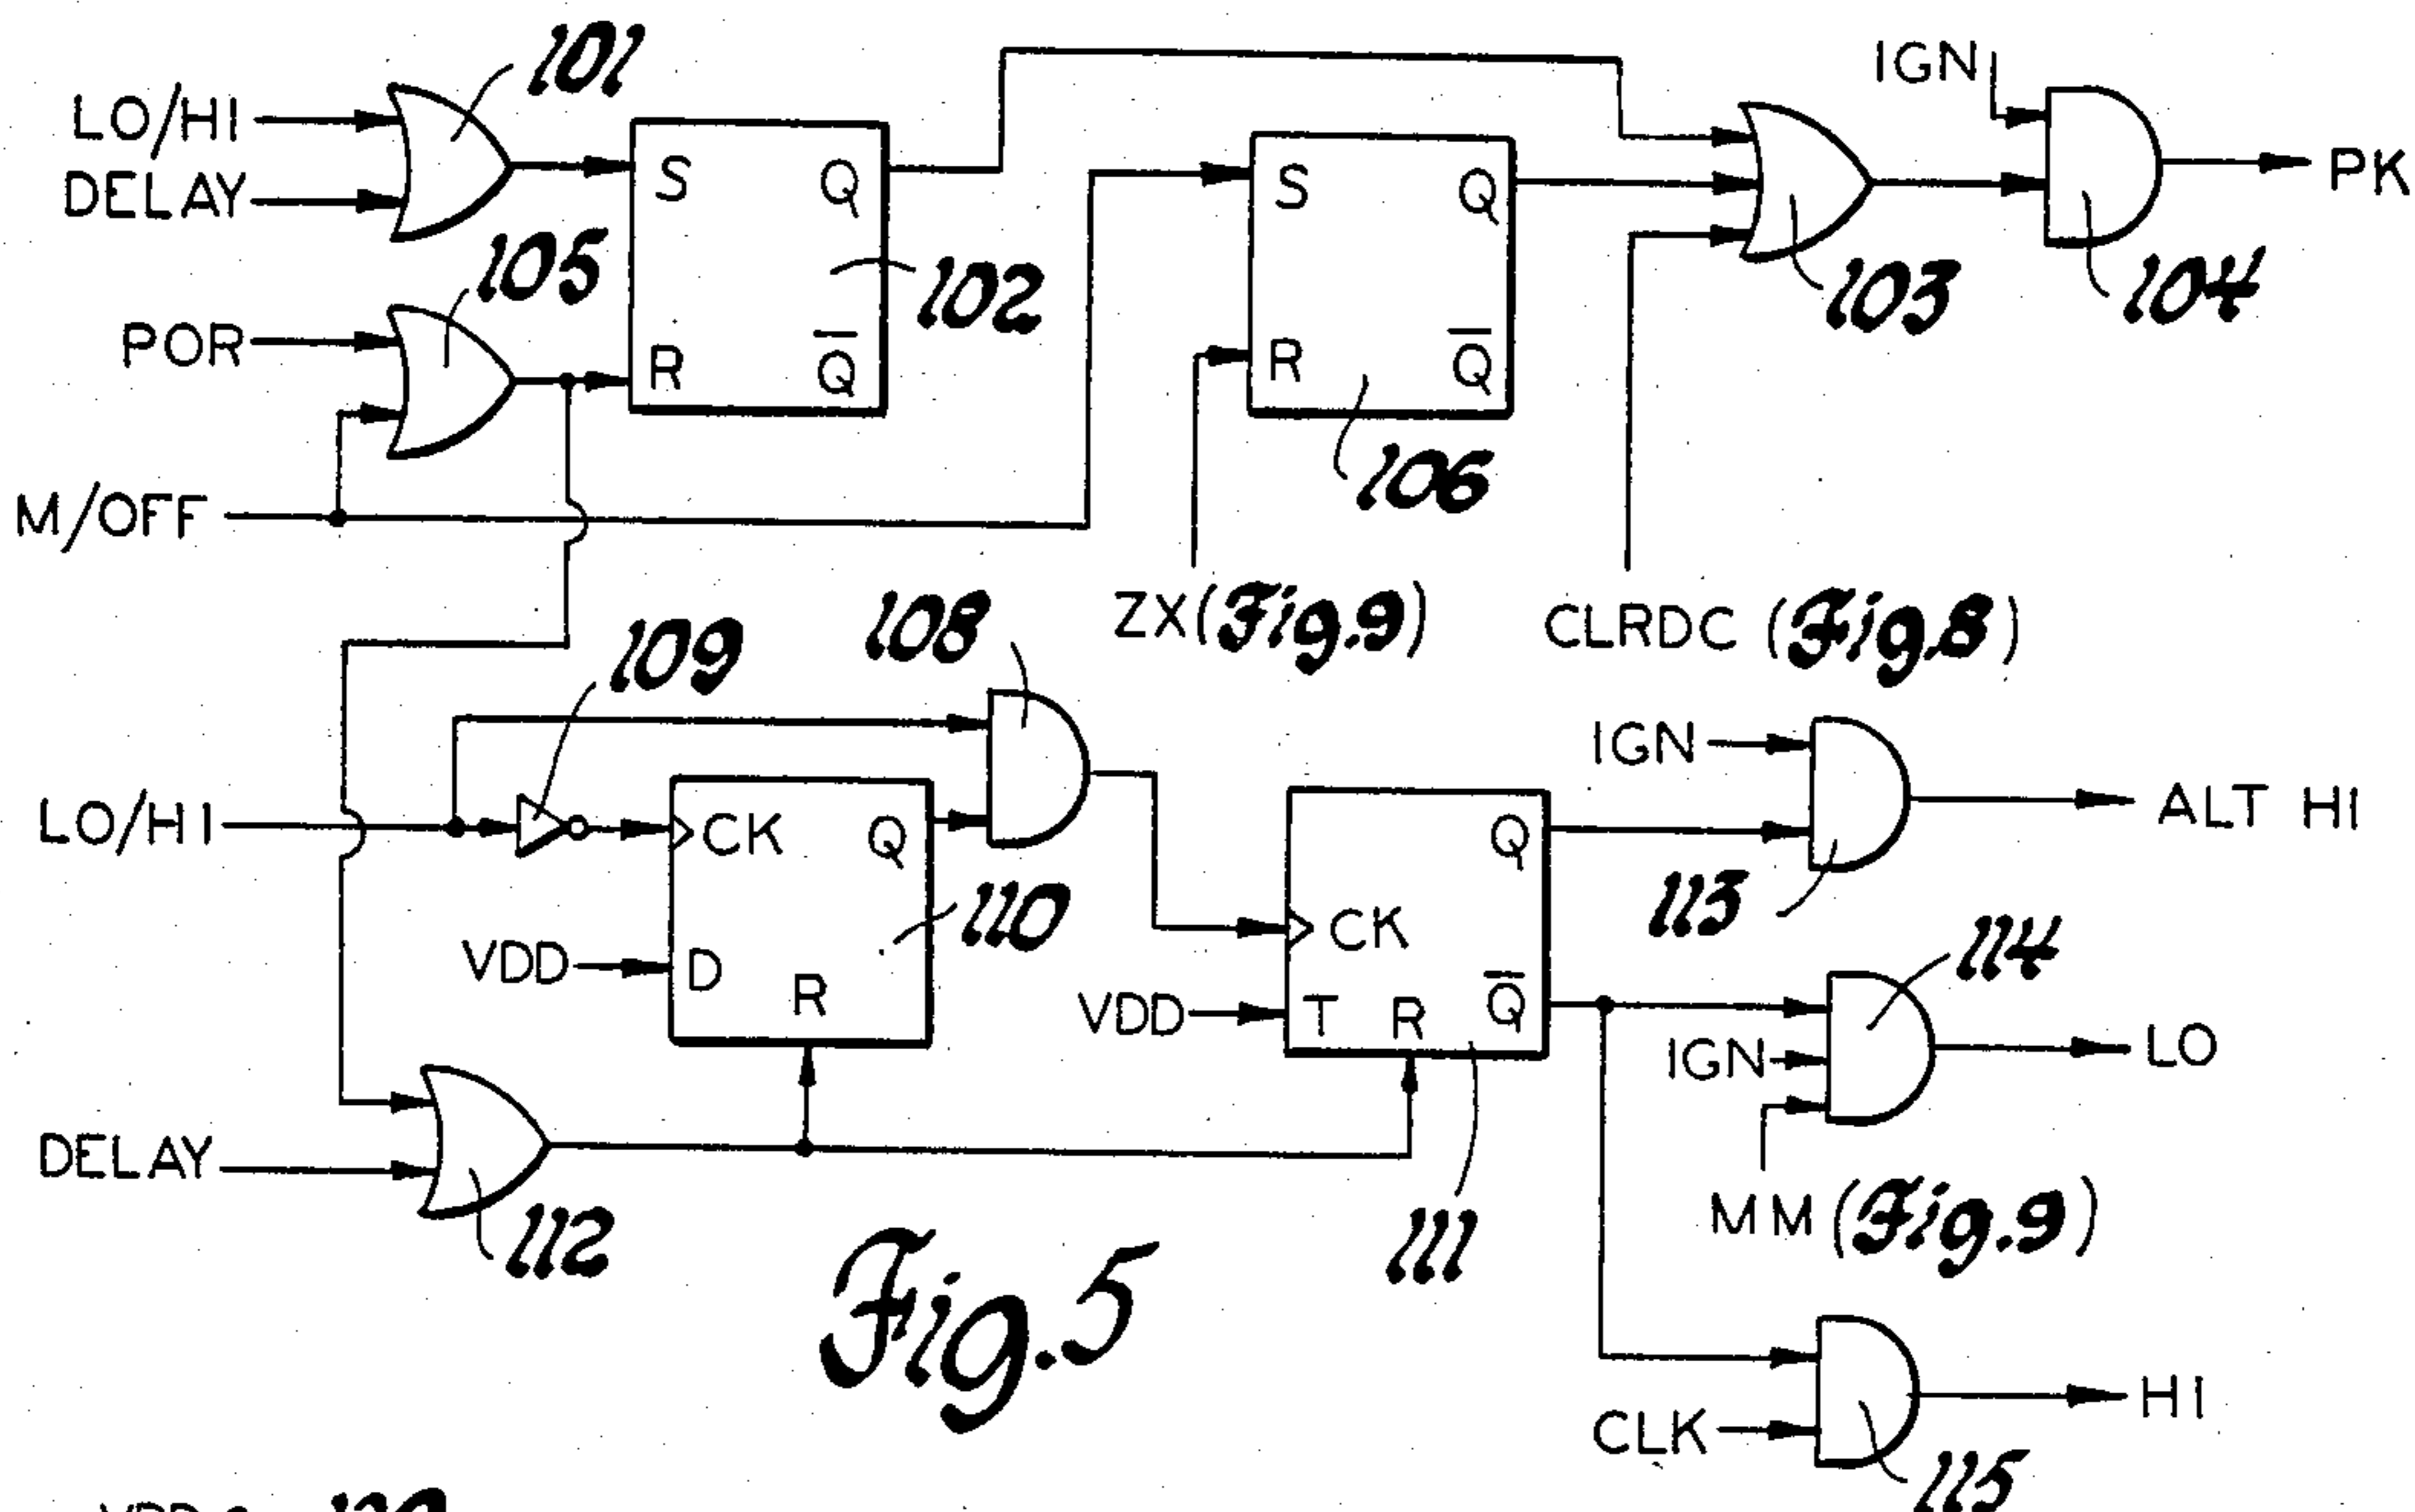 101
IGN
LO/HI
DELAY
S
Q
S
Q
PK
105
102
103
104
POR
R
Q̅
R
Q̅
106
M/OFF
ZX (Fig.9)
CLRDC (Fig.8)
109
108
IGN
LO/HI
CK
Q
Q
ALT HI
110
113
CK
114
VDD
D
R
VDD
T
R
Q̅
IGN
LO
DELAY
112
111
MM (Fig.9)
Fig.5
CLK
HI
115